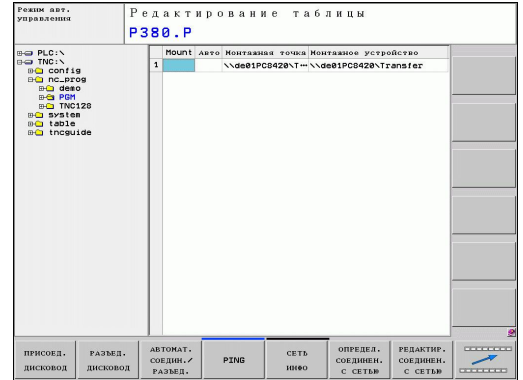 Режим авт.
управления
Редактирование таблицы
P380.P
PLC:\
TNC:\
config
nc_prog
demo
PGM
TNC128
system
table
tncguide
Mount Авто Монтажная точка Монтажное устройство
1 \\de01PC8420\T… \\de01PC8420\Transfer
ПРИСОЕД.
ДИСКОВОД
РАЗЪЕД.
ДИСКОВОД
АВТОМАТ.
СОЕДИН./
РАЗЪЕД.
PING
СЕТЬ
ИНФО
ОПРЕДЕЛ.
СОЕДИНЕН.
С СЕТЬЮ
РЕДАКТИР.
СОЕДИНЕН.
С СЕТЬЮ